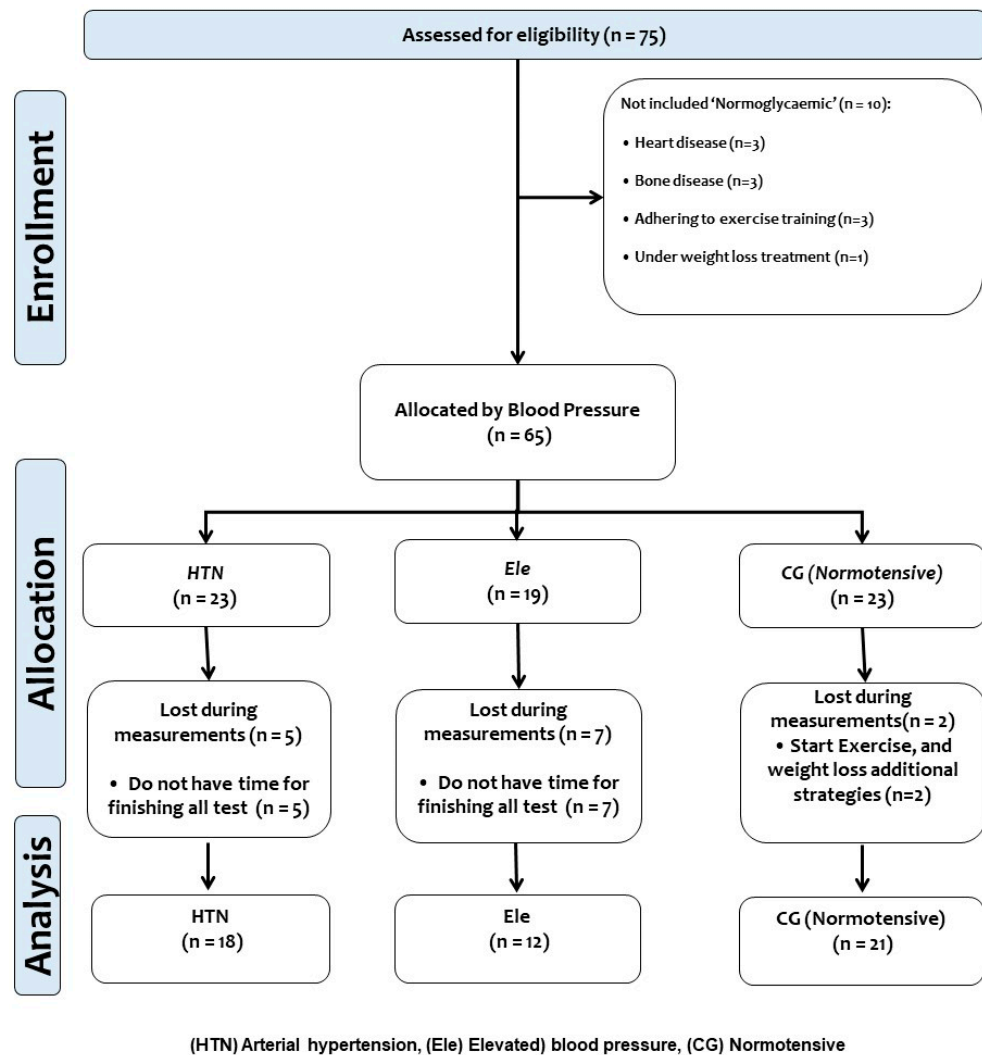 Assessed for eligibility (n = 75)
Enrollment
Not included ‘Normoglycaemic’ (n = 10):
• Heart disease (n=3)
• Bone disease (n=3)
• Adhering to exercise training (n=3)
• Under weight loss treatment (n=1)
Allocated by Blood Pressure
(n = 65)
Allocation
HTN
(n = 23)
Ele
(n = 19)
CG (Normotensive)
(n = 23)
Lost during
measurements (n = 5)
• Do not have time for
finishing all test (n = 5)
Lost during
measurements (n = 7)
• Do not have time for
finishing all test (n = 7)
Lost during
measurements(n = 2)
• Start Exercise, and
weight loss additional
strategies (n=2)
Analysis
HTN
(n = 18)
Ele
(n = 12)
CG (Normotensive)
(n = 21)
(HTN) Arterial hypertension, (Ele) Elevated) blood pressure, (CG) Normotensive